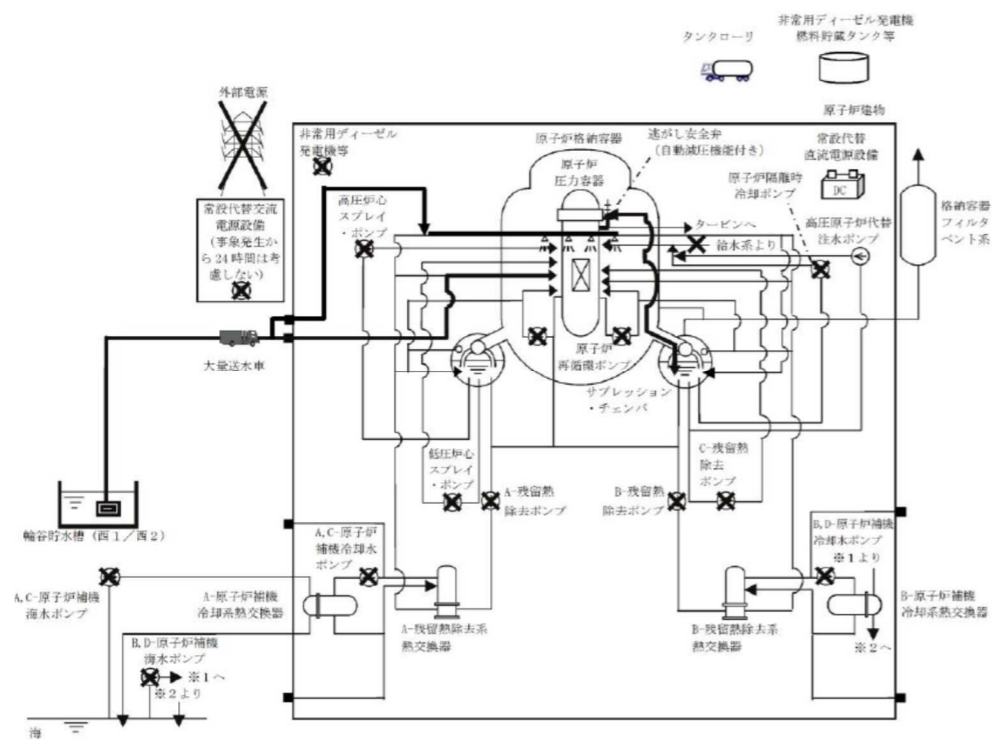 非常用ディーゼル発電機
燃料貯蔵タンク等
タンクローリ
外部電源
原子炉建物
非常用ディーゼル
発電機等
原子炉格納容器
逃がし安全弁
(自動減圧機能付き)
常設代替
直流電源設備
原子炉
圧力容器
原子炉隔離時
冷却ポンプ
DC
高圧炉心
スプレイ
・ポンプ
常設代替交流
電源設備
(事象発生か
ら24時間は考
慮しない)
タービンへ
給水系より
高圧原子炉代替
注水ポンプ
格納容器
フィルタ
ベント系
大量送水車
原子炉
再循環ポンプ
サプレッション
・チェンバ
低圧炉心
スプレイ
・ポンプ
A-残留熱
除去ポンプ
B-残留熱
除去ポンプ
C-残留熱
除去
ポンプ
輪谷貯水槽(西1/西2)
A,C-原子炉
補機冷却水
ポンプ
B,D-原子炉補機
冷却水ポンプ
※1より
A,C-原子炉補機
海水ポンプ
A-原子炉補機
冷却系熱交換器
A-残留熱除去系
熱交換器
B-残留熱除去系
熱交換器
B-原子炉補機
冷却系熱交換器
※2へ
B,D-原子炉補機
海水ポンプ
※1へ
※2より
海